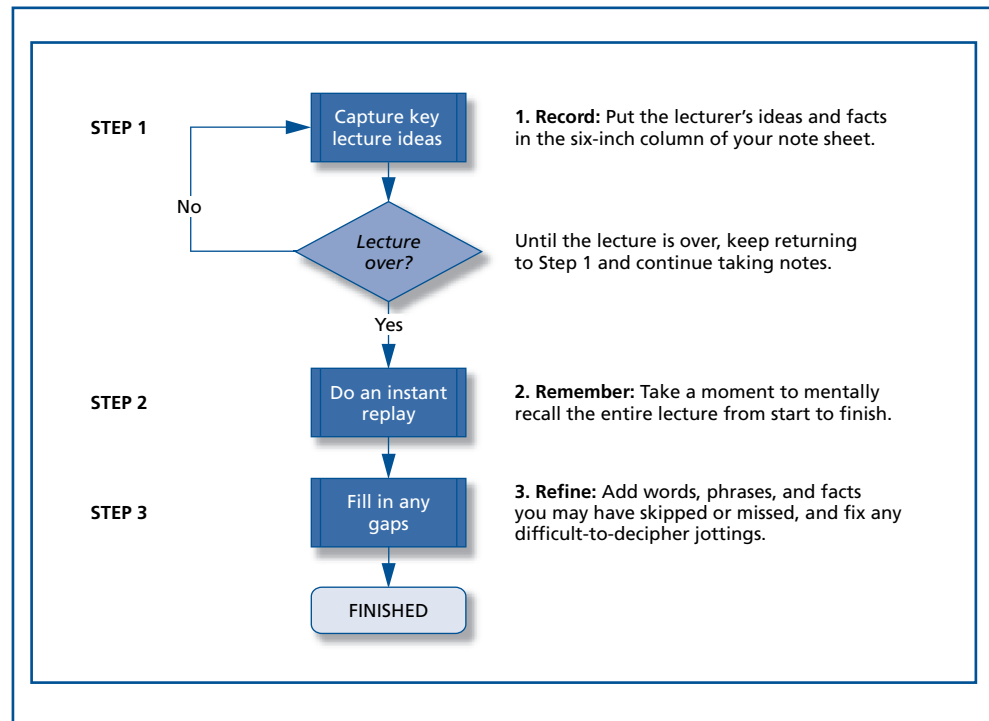 STEP 1
Capture key
lecture ideas
1. Record: Put the lecturer’s ideas and facts
in the six-inch column of your note sheet.
No
Lecture
over?
Until the lecture is over, keep returning
to Step 1 and continue taking notes.
Yes
STEP 2
Do an instant
replay
2. Remember: Take a moment to mentally
recall the entire lecture from start to finish.
STEP 3
Fill in any
gaps
3. Refine: Add words, phrases, and facts
you may have skipped or missed, and fix any
difficult-to-decipher jottings.
FINISHED